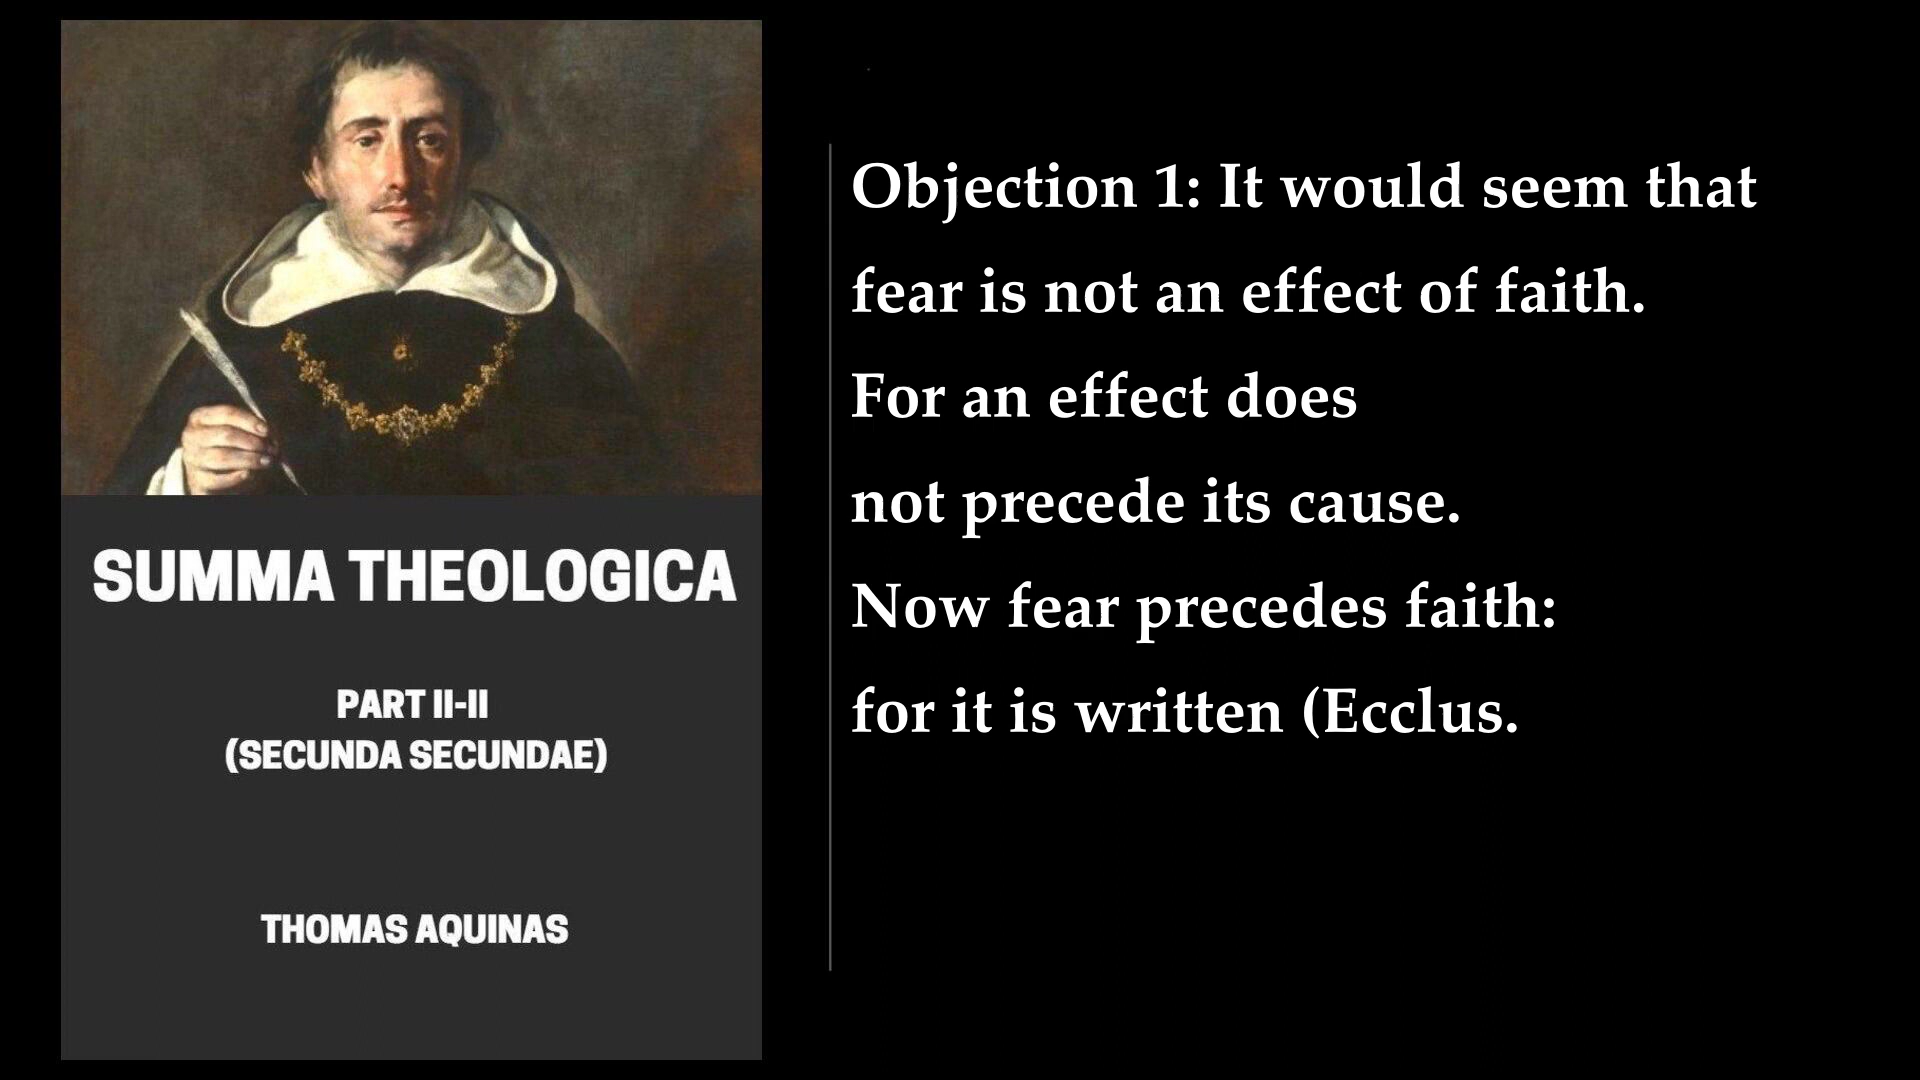 SUMMA THEOLOGICA
PART II-II
(SECUNDA SECUNDAE)
THOMAS AQUINAS
Objection 1: It would seem that
fear is not an effect of faith.
For an effect does
not precede its cause.
Now fear precedes faith:
for it is written (Ecclus.